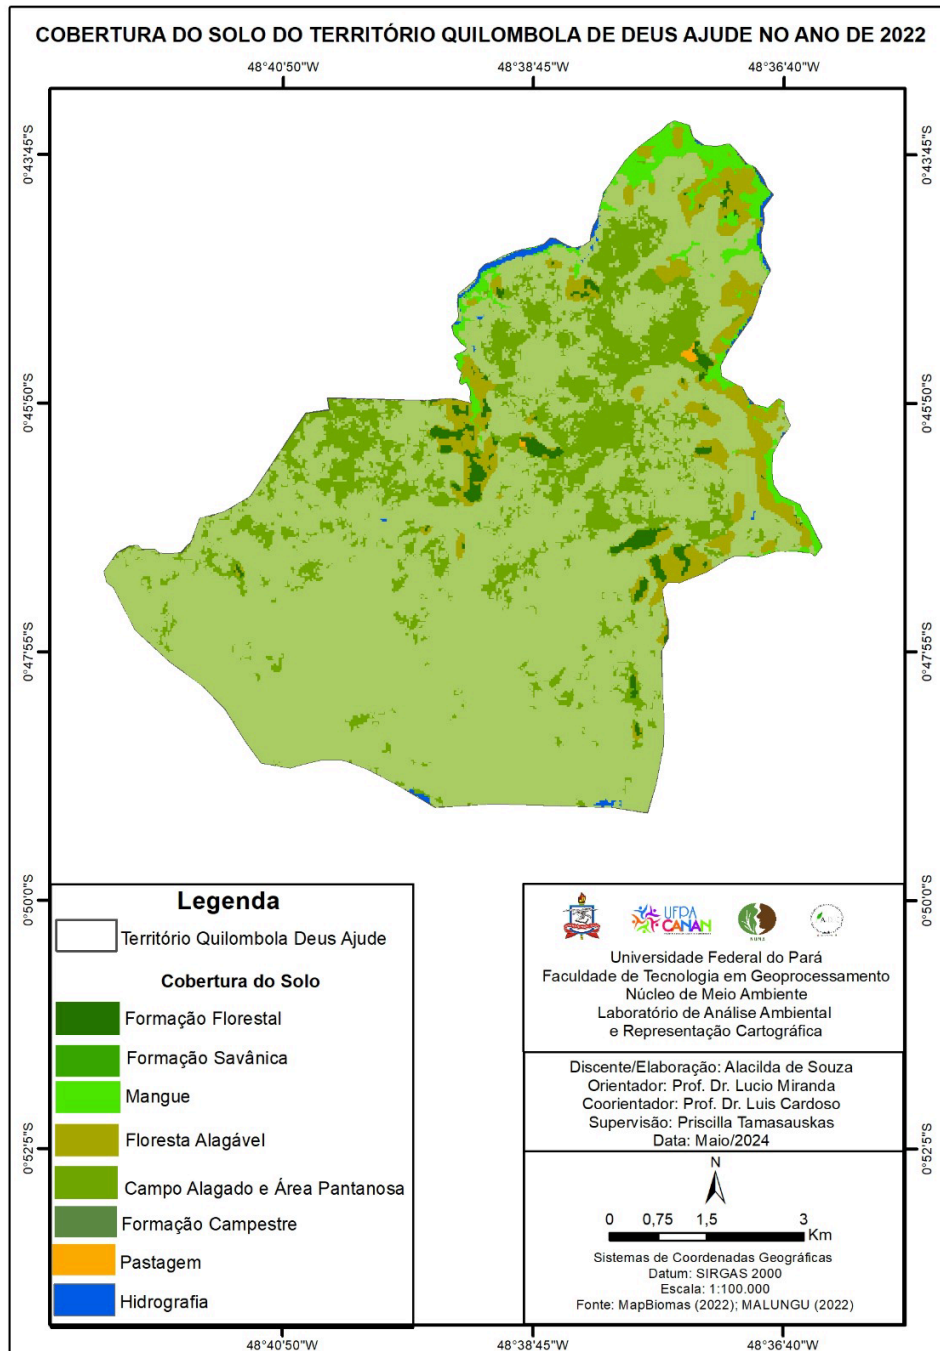 COBERTURA DO SOLO DO TERRITÓRIO QUILOMBOLA DE DEUS AJUDE NO ANO DE 2022
48°40'50"W
48°38'45"W
48°36'40"W
0°43'45"S
0°43'45"S
0°45'50"S
0°45'50"S
0°47'55"S
0°47'55"S
0°50'0"S
0°50'0"S
0°52'5"S
0°52'5"S
Legenda
Território Quilombola Deus Ajude
Cobertura do Solo
Formação Florestal
Formação Savânica
Mangue
Floresta Alagável
Campo Alagado e Área Pantanosa
Formação Campestre
Pastagem
Hidrografia
UFPA
CANAN
Universidade Federal do Pará
Faculdade de Tecnologia em Geoprocessamento
Núcleo de Meio Ambiente
Laboratório de Análise Ambiental
e Representação Cartográfica
Discente/Elaboração: Alacilda de Souza
Orientador: Prof. Dr. Lucio Miranda
Coorientador: Prof. Dr. Luis Cardoso
Supervisão: Priscilla Tamasauskas
Data: Maio/2024
N
0 0,75 1,5 3
Km
Sistemas de Coordenadas Geográficas
Datum: SIRGAS 2000
Escala: 1:100.000
Fonte: MapBiomas (2022); MALUNGU (2022)
48°40'50"W
48°38'45"W
48°36'40"W